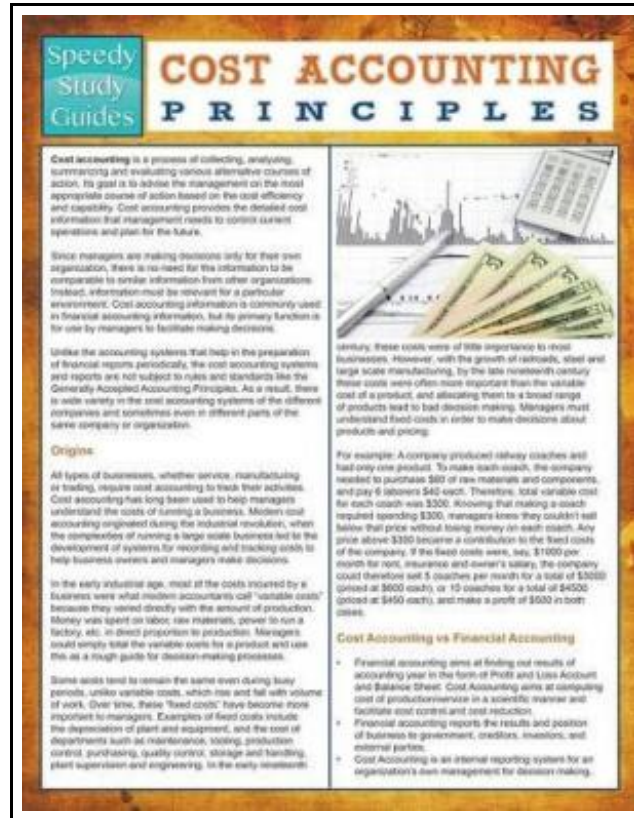 Speedy
Study
Guides
COST ACCOUNTING
PRINCIPLES
Cost accounting is a process of collecting, analyzing,
summarizing and evaluating various alternative courses of
action. Its goal is to advise the management on the most
appropriate course of action based on the cost efficiency
and capability. Cost accounting provides the detailed cost
information that management needs to control current
operations and plan for the future.
Since managers are making decisions only for their own
organization, there is no need for the information to be
comparable to similar information from other organizations.
Instead, information must be relevant for a particular
environment. Cost accounting information is commonly used
in financial accounting information, but its primary function is
for use by managers to facilitate making decisions.
Unlike the accounting systems that help in the preparation
of financial reports periodically, the cost accounting systems
and reports are not subject to rules and standards like the
Generally Accepted Accounting Principles. As a result, there
is wide variety in the cost accounting systems of the different
companies and sometimes even in different parts of the
same company or organization.
Origins
All types of businesses, whether service, manufacturing
or trading, require cost accounting to track their activities.
Cost accounting has long been used to help managers
understand the costs of running a business. Modern cost
accounting originated during the industrial revolution, when
the complexities of running a large scale business led to the
development of systems for recording and tracking costs to
help business owners and managers make decisions.
In the early industrial age, most of the costs incurred by a
business were what modern accountants call "variable costs"
because they varied directly with the amount of production.
Money was spent on labor, raw materials, power to run a
factory, etc. in direct proportion to production. Managers
could simply total the variable costs for a product and use
this as a rough guide for decision-making processes.
Some costs tend to remain the same even during busy
periods, unlike variable costs, which rise and fall with volume
of work. Over time, these "fixed costs" have become more
important to managers. Examples of fixed costs include
the depreciation of plant and equipment, and the cost of
departments such as maintenance, tooling, production
control, purchasing, quality control, storage and handling,
plant supervision and engineering. In the early nineteenth
century, these costs were of little importance to most
businesses. However, with the growth of railroads, steel and
large scale manufacturing, by the late nineteenth century
these costs were often more important than the variable
cost of a product, and allocating them to a broad range
of products lead to bad decision making. Managers must
understand fixed costs in order to make decisions about
products and pricing.
For example: A company produced railway coaches and
had only one product. To make each coach, the company
needed to purchase $60 of raw materials and components,
and pay 6 laborers $40 each. Therefore, total variable cost
for each coach was $300. Knowing that making a coach
required spending $300, managers knew they couldn't sell
below that price without losing money on each coach. Any
price above $300 became a contribution to the fixed costs
of the company. If the fixed costs were, say, $1000 per
month for rent, insurance and owner's salary, the company
could therefore sell 5 coaches per month for a total of $3000
(priced at $600 each), or 10 coaches for a total of $4500
(priced at $450 each), and make a profit of $500 in both
cases.
Cost Accounting vs Financial Accounting
• Financial accounting aims at finding out results of
accounting year in the form of Profit and Loss Account
and Balance Sheet. Cost Accounting aims at computing
cost of production/service in a scientific manner and
facilitate cost control and cost reduction.
• Financial accounting reports the results and position
of business to government, creditors, investors, and
external parties.
• Cost Accounting is an internal reporting system for an
organization's own management for decision making.